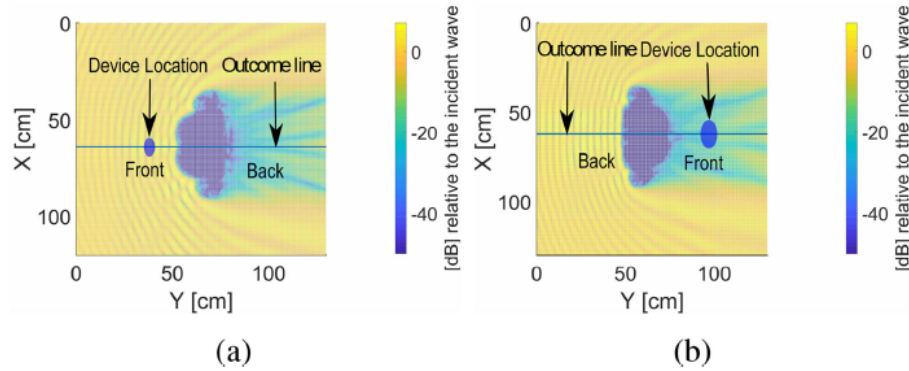 0
50
100
X [cm]
Device Location
Outcome line
Front
Back
0
50
100
Y [cm]
0
-20
-40
[dB] relative to the incident wave
(a)
0
50
100
X [cm]
Outcome line
Device Location
Back
Front
0
50
100
Y [cm]
0
-20
-40
[dB] relative to the incident wave
(b)